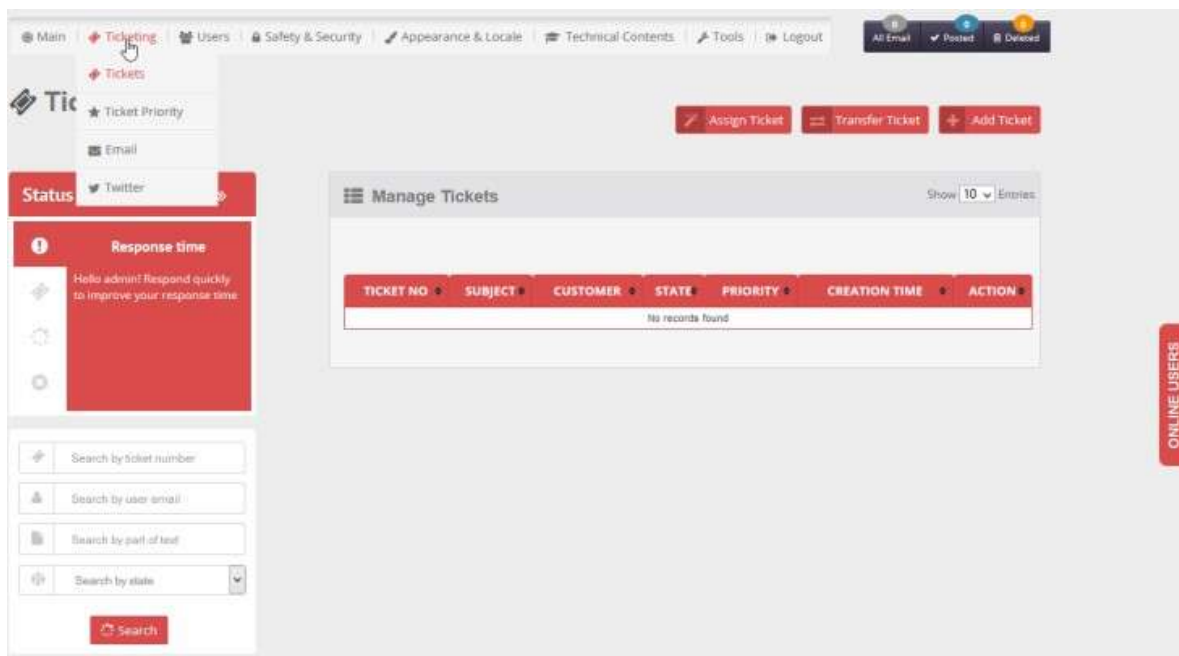 Main Ticketing Users Safety & Security Appearance & Locale Technical Contents Tools Logout
0 0 0
All Email Posted Deleted
Tickets
Tic
Ticket Priority
Assign Ticket Transfer Ticket Add Ticket
Email
Twitter
Status
Manage Tickets
Show 10 Entries
Response time
Hello admin! Respond quickly
to improve your response time
TICKET NO SUBJECT CUSTOMER STATE PRIORITY CREATION TIME ACTION
No records found
ONLINE USERS
Search by ticket number
Search by user email
Search by part of text
Search by state
Search